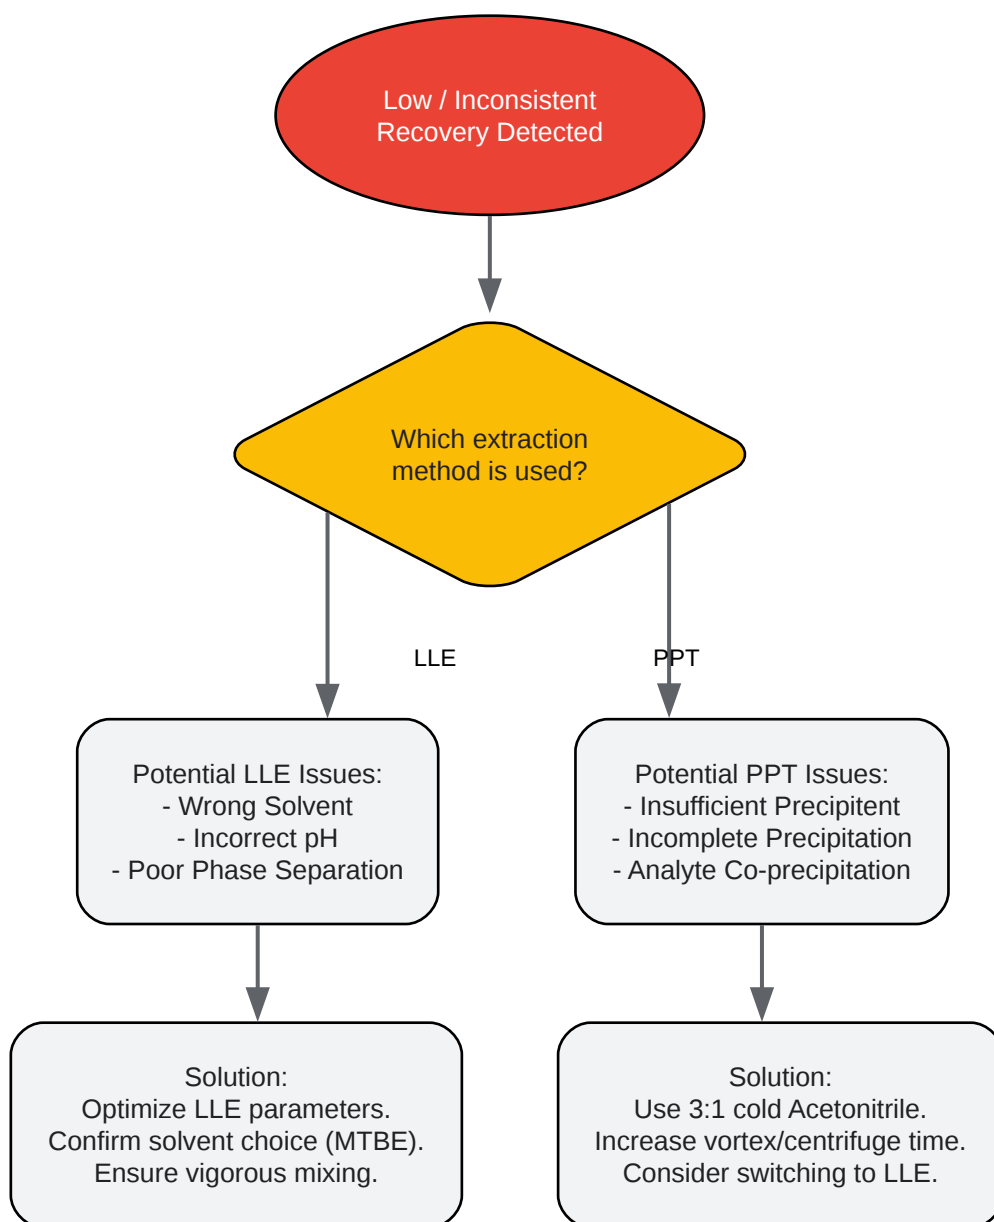 Low / Inconsistent
Recovery Detected
Which extraction
method is used?
LLE
PPT
Potential LLE Issues:
- Wrong Solvent
- Incorrect pH
- Poor Phase Separation
Potential PPT Issues:
- Insufficient Precipitent
- Incomplete Precipitation
- Analyte Co-precipitation
Solution:
Optimize LLE parameters.
Confirm solvent choice (MTBE).
Ensure vigorous mixing.
Solution:
Use 3:1 cold Acetonitrile.
Increase vortex/centrifuge time.
Consider switching to LLE.